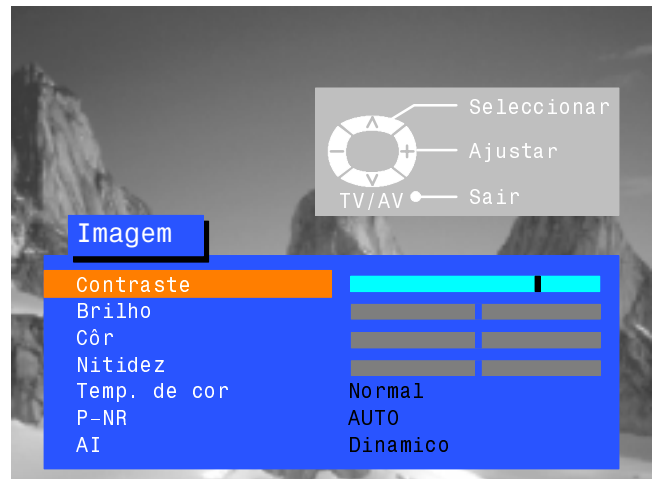 Seleccionar
Ajustar
TV/AV Sair
Imagem
Contraste
Brilho
Côr
Nitidez
Temp. de cor Normal
P-NR AUTO
AI Dinamico